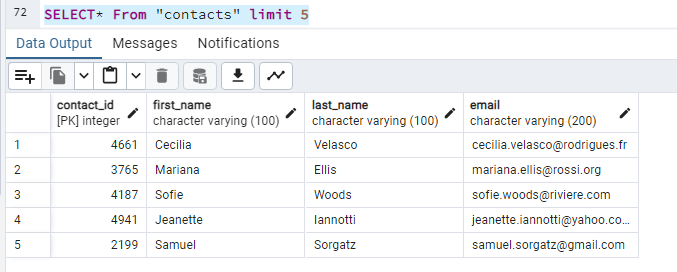 72 SELECT* From "contacts" limit 5
Data Output Messages Notifications
contact_id first_name last_name email
[PK] integer character varying (100) character varying (100) character varying (200)
1 4661 Cecilia Velasco cecilia.velasco@rodrigues.fr
2 3765 Mariana Ellis mariana.ellis@rossi.org
3 4187 Sofie Woods sofie.woods@riviere.com
4 4941 Jeanette Iannotti jeanette.iannotti@yahoo.co...
5 2199 Samuel Sorgatz samuel.sorgatz@gmail.com